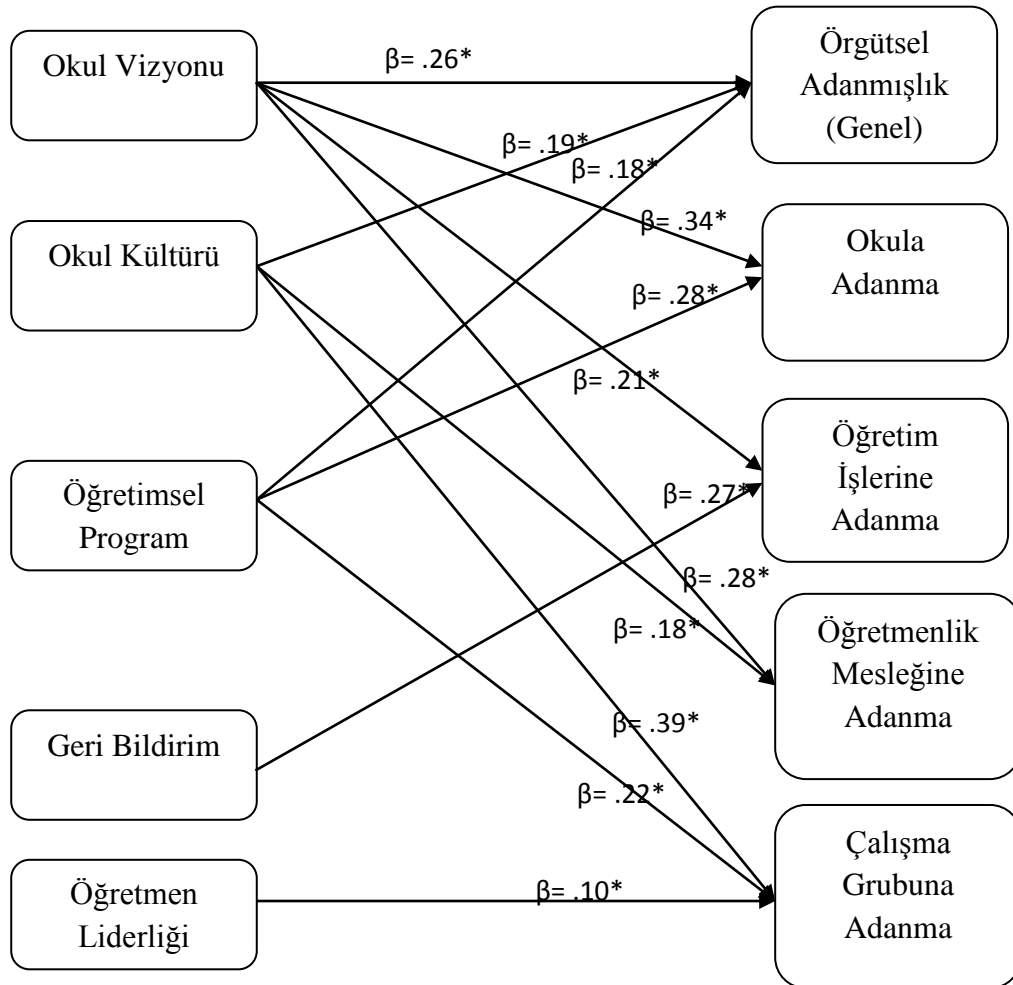 Okul Vizyonu
Okul Kültürü
Öğretimsel
Program
Geri Bildirim
Öğretmen
Liderliği
β= .26*
β= .19*
β= .18*
β= .34*
β= .28*
β= .21*
β= .27*
β= .28*
β= .18*
β= .39*
β= .22*
β= .10*
Örgütsel
Adanmışlık
(Genel)
Okula
Adanma
Öğretim
İşlerine
Adanma
Öğretmenlik
Mesleğine
Adanma
Çalışma
Grubuna
Adanma